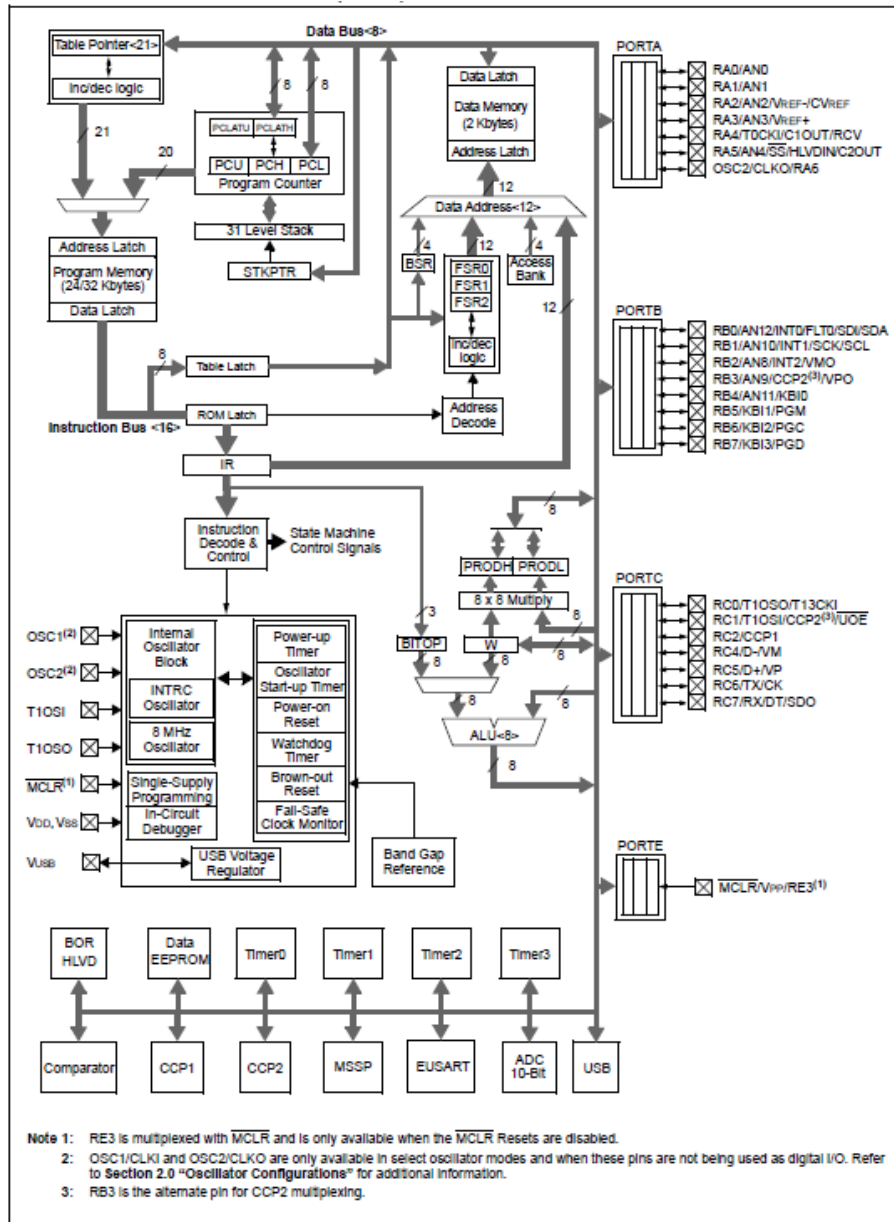 Data Bus<8>
Table Pointer<21>
inc/dec logic
21
20
8
8
PCLATU PCLATH
PCU PCH PCL
Program Counter
31 Level Stack
STKPTR
Address Latch
Program Memory
(24/32 Kbytes)
Data Latch
8
Table Latch
ROM Latch
Instruction Bus <16>
IR
Data Latch
Data Memory
(2 Kbytes)
Address Latch
12
Data Address<12>
4
12
4
BSR
FSR0
FSR1
FSR2
Access
Bank
12
inc/dec
logic
Address
Decode
Instruction
Decode &
Control
State Machine
Control Signals
8
PRODH PRODL
8 x 8 Multiply
3
8
BITOP
W
8
8
8
8
8
ALU<8>
8
OSC1(2)
OSC2(2)
T1OSI
T1OSO
MCLR(1)
VDD, VSS
VUSB
Internal
Oscillator
Block
INTRC
Oscillator
8 MHz
Oscillator
Single-Supply
Programming
In-Circuit
Debugger
USB Voltage
Regulator
Power-up
Timer
Oscillator
Start-up Timer
Power-on
Reset
Watchdog
Timer
Brown-out
Reset
Fail-Safe
Clock Monitor
Band Gap
Reference
PORTA
RA0/AN0
RA1/AN1
RA2/AN2/VREF-/CVREF
RA3/AN3/VREF+
RA4/T0CKI/C1OUT/RCV
RA5/AN4/SS/HLVDIN/C2OUT
OSC2/CLKO/RA6
PORTB
RB0/AN12/INT0/FLT0/SDI/SDA
RB1/AN10/INT1/SCK/SCL
RB2/AN8/INT2/VMO
RB3/AN9/CCP2(3)/VPO
RB4/AN11/KBI0
RB5/KBI1/PGM
RB6/KBI2/PGC
RB7/KBI3/PGD
PORTC
RC0/T1OSO/T13CKI
RC1/T1OSI/CCP2(3)/UOE
RC2/CCP1
RC4/D-/VM
RC5/D+/VP
RC6/TX/CK
RC7/RX/DT/SDO
PORTE
MCLR/VPP/RE3(1)
BOR
HLVD
Data
EEPROM
Timer0
Timer1
Timer2
Timer3
Comparator
CCP1
CCP2
MSSP
EUSART
ADC
10-Bit
USB
Note 1: RE3 is multiplexed with MCLR and is only available when the MCLR Resets are disabled.
2: OSC1/CLKI and OSC2/CLKO are only available in select oscillator modes and when these pins are not being used as digital I/O. Refer
to Section 2.0 “Oscillator Configurations” for additional information.
3: RB3 is the alternate pin for CCP2 multiplexing.